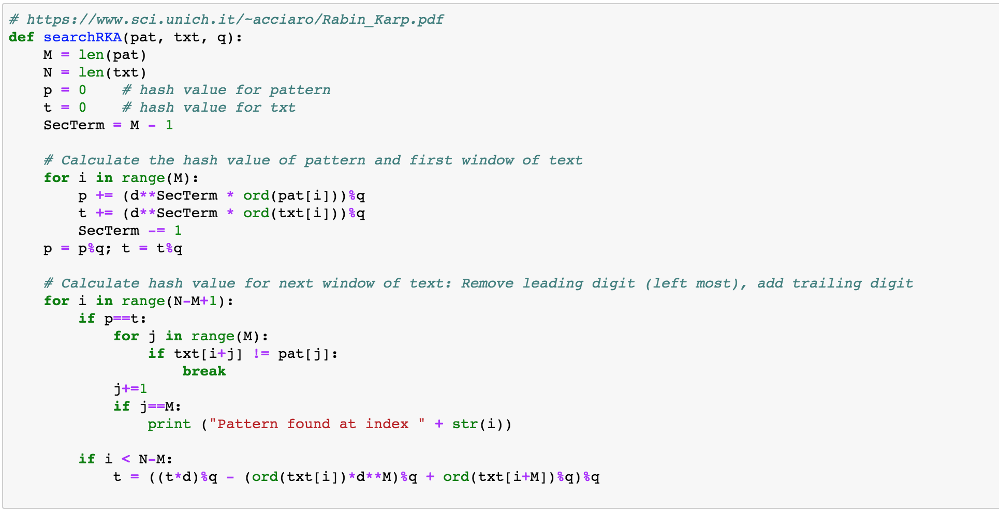 # https://www.sci.unich.it/~acciaro/Rabin_Karp.pdf
def searchRKA(pat, txt, q):
    M = len(pat)
    N = len(txt)
    p = 0    # hash value for pattern
    t = 0    # hash value for txt
    SecTerm = M - 1

    # Calculate the hash value of pattern and first window of text
    for i in range(M):
        p += (d**SecTerm * ord(pat[i]))%q
        t += (d**SecTerm * ord(txt[i]))%q
        SecTerm -= 1
    p = p%q; t = t%q

    # Calculate hash value for next window of text: Remove leading digit (left most), add trailing digit
    for i in range(N-M+1):
        if p==t:
            for j in range(M):
                if txt[i+j] != pat[j]:
                    break
            j+=1
            if j==M:
                print ("Pattern found at index " + str(i))

        if i < N-M:
            t = ((t*d)%q - (ord(txt[i])*d**M)%q + ord(txt[i+M])%q)%q